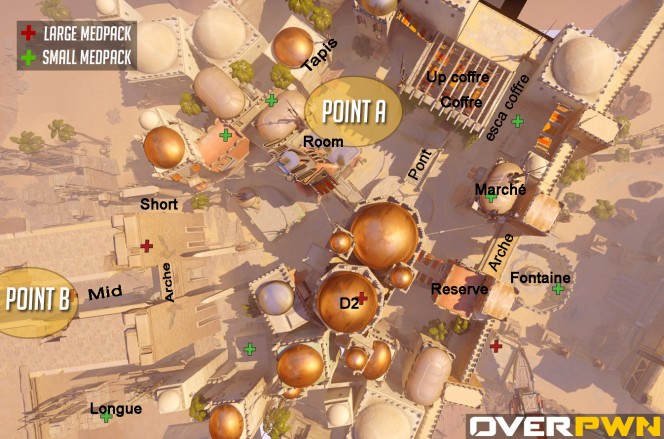 LARGE MEDPACK
SMALL MEDPACK
Tapis
Up coffre
Coffre
esca coffre
POINT A
Room
Pont
Marché
Short
Arche
Arche
Fontaine
POINT B
Mid
D2
Reserve
Longue
OVERPWN